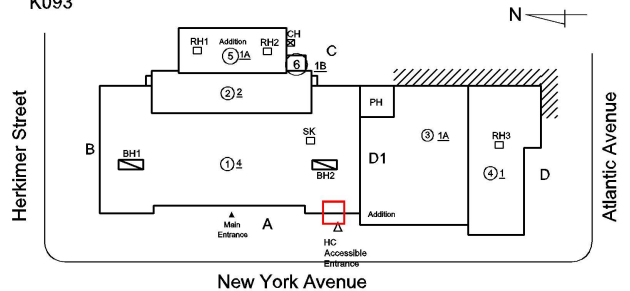 K093
N
CH
RH1
Addition
RH2
⑤ 1A
C
⑥ 1B
② 2
PH
SK
③ 1A
RH3
B
BH1
① 4
BH2
D1
④ 1
D
Addition
Main
Entrance
A
HC
Accessible
Entrance
Herkimer Street
Atlantic Avenue
New York Avenue